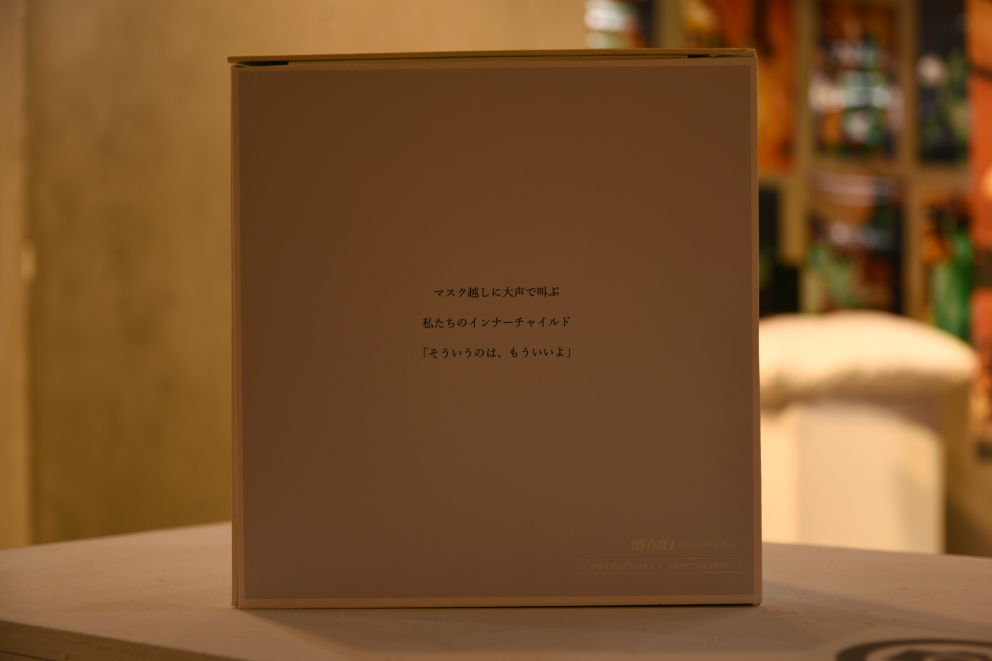 マスク越しに大声で叫ぶ
私たちのインナーチャイルド
「そういうのは、もういいよ」
潜在的
POTENTIALLY VANDALISM